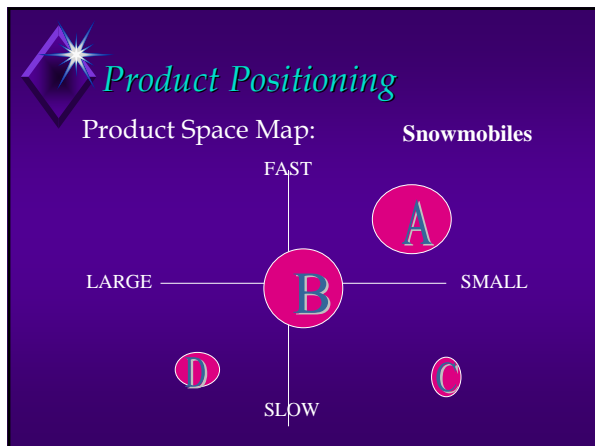 Product Positioning
Product Space Map: Snowmobiles
FAST
A
LARGE B SMALL
D C
SLOW